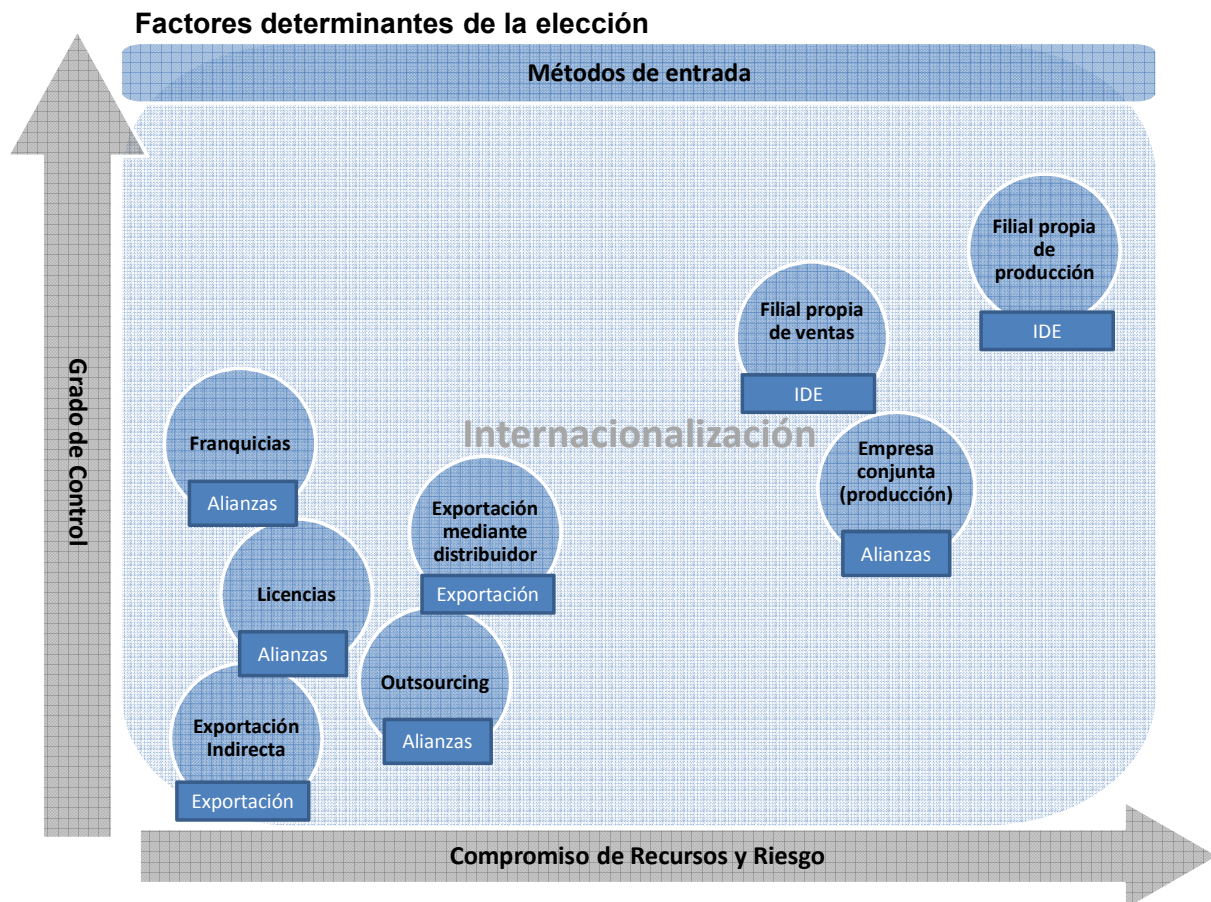 Factores determinantes de la elección
Métodos de entrada
Grado de Control
Filial propia
de
producción
IDE
Filial propia
de ventas
IDE
Internacionalización
Franquicias
Alianzas
Empresa
conjunta
(producción)
Alianzas
Exportación
mediante
distribuidor
Exportación
Licencias
Alianzas
Outsourcing
Alianzas
Exportación
Indirecta
Exportación
Compromiso de Recursos y Riesgo